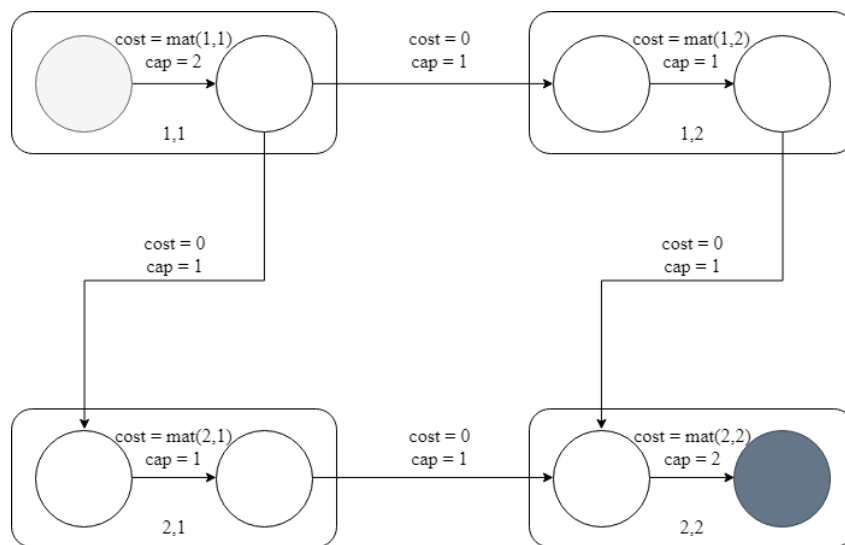 cost = mat(1,1)
cap = 2
1,1
cost = 0
cap = 1
cost = mat(1,2)
cap = 1
1,2
cost = 0
cap = 1
cost = 0
cap = 1
cost = mat(2,1)
cap = 1
2,1
cost = 0
cap = 1
cost = mat(2,2)
cap = 2
2,2